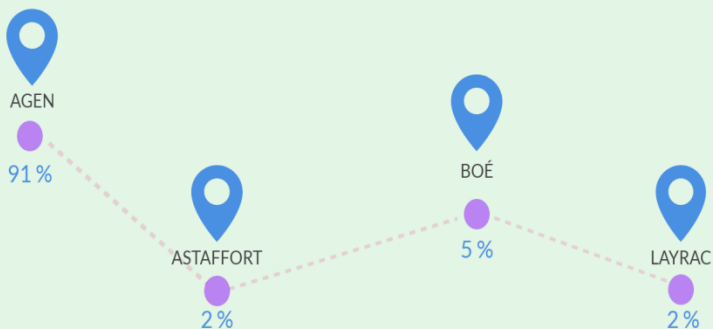 AGEN
91 %
ASTAFFORT
2 %
BOÉ
5 %
LAYRAC
2 %